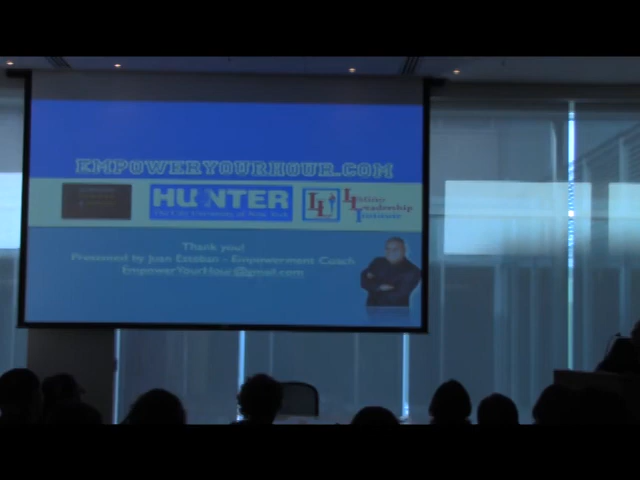 EMPOWERYOURHOUR.COM
HUNTER
The City University of New York
LLI
Latino
Leadership
Institute
Thank you!
Presented by Juan Esteban - Empowerment Coach
EmpowerYourHour@gmail.com